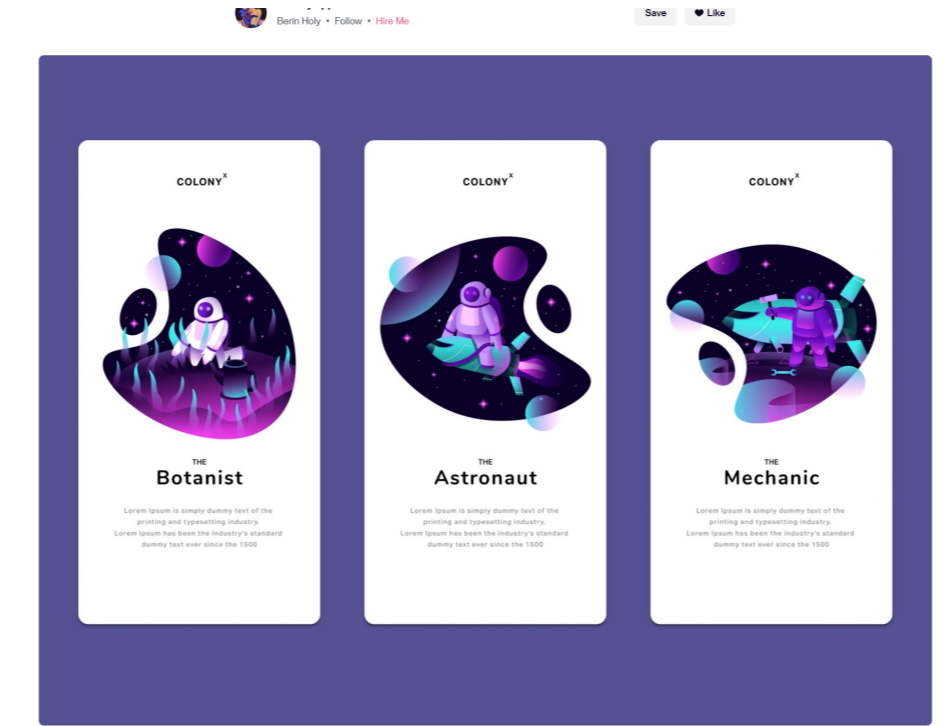 Berin Holy • Follow • Hire Me
Save
Like
COLONYX
THE
Botanist
Lorem Ipsum is simply dummy text of the
printing and typesetting industry.
Lorem Ipsum has been the industry's standard
dummy text ever since the 1500
COLONYX
THE
Astronaut
Lorem Ipsum is simply dummy text of the
printing and typesetting industry.
Lorem Ipsum has been the industry's standard
dummy text ever since the 1500
COLONYX
THE
Mechanic
Lorem Ipsum is simply dummy text of the
printing and typesetting industry.
Lorem Ipsum has been the industry's standard
dummy text ever since the 1500